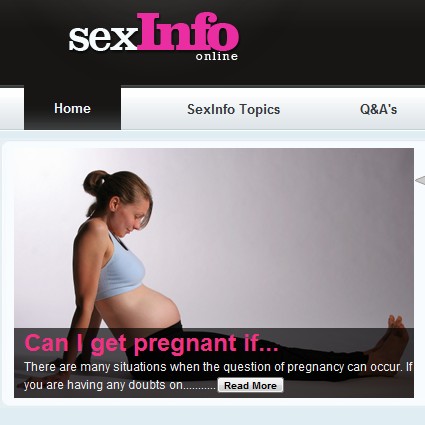 sexInfo
online
Home SexInfo Topics Q&A's
Can I get pregnant if...
There are many situations when the question of pregnancy can occur. If
you are having any doubts on........... Read More